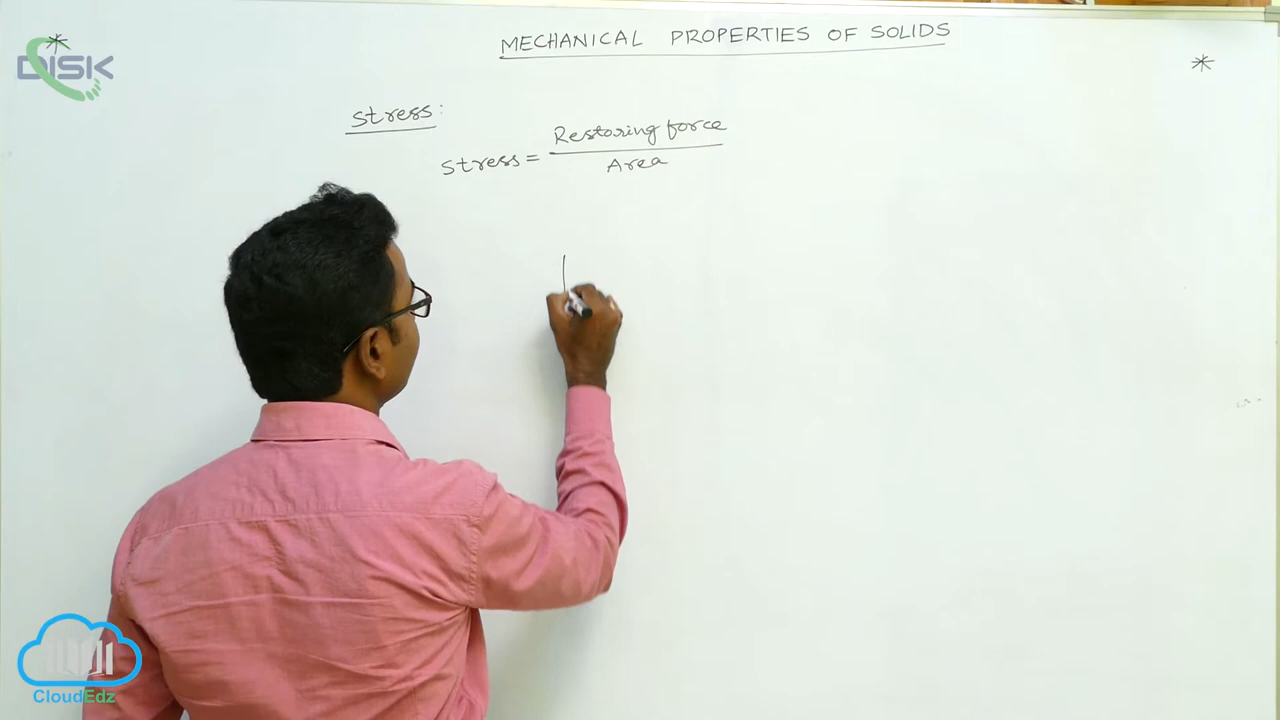 DISK
MECHANICAL PROPERTIES OF SOLIDS
stress:
stress = Restoring force
Area
CloudEdz